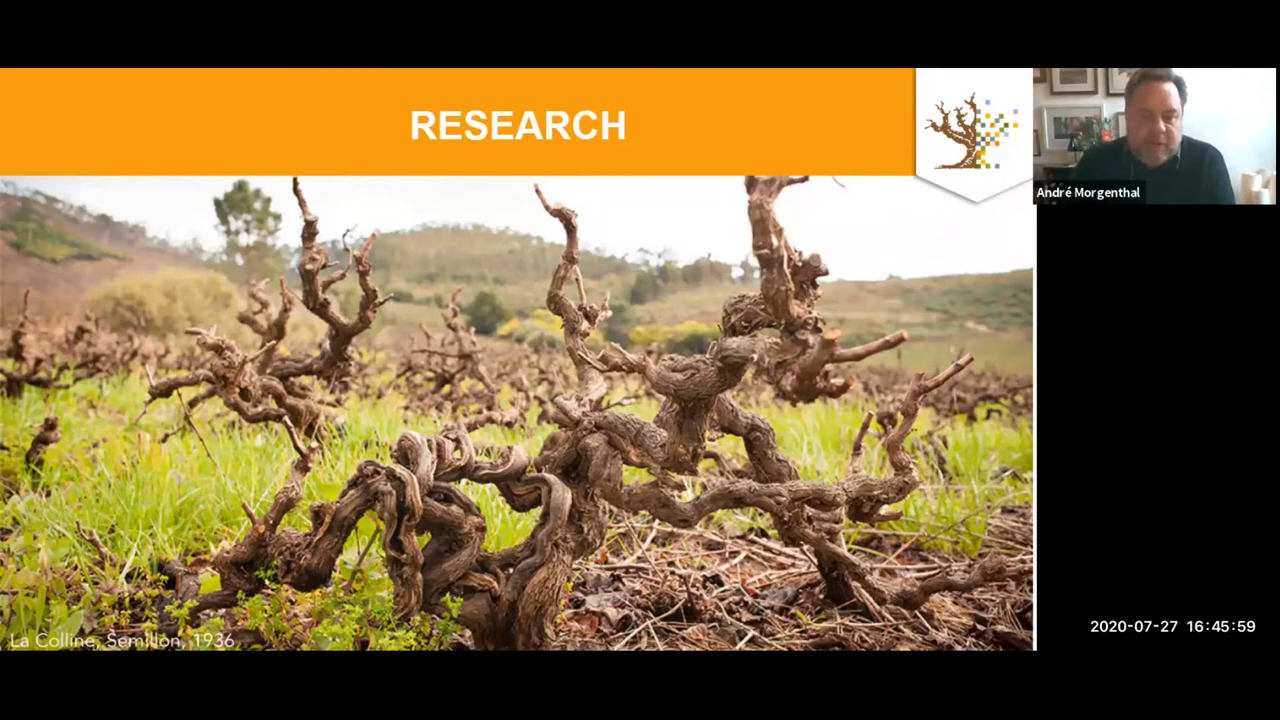 RESEARCH
André Morgenthal
La Colline, Semillon, 1936
2020-07-27 16:45:59